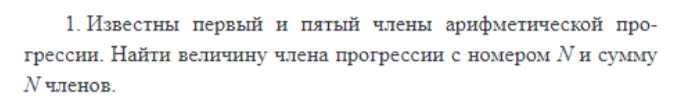 1. Известны первый и пятый члены арифметической про-
грессии. Найти величину члена прогрессии с номером N и сумму
N членов.